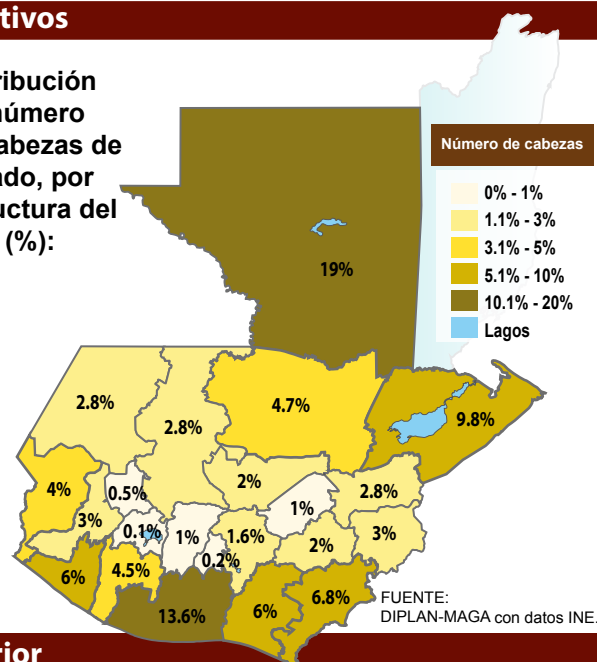 tivos
ribución
número
cabezas de
ado, por
uctura del
(%):
Número de cabezas
0% - 1%
1.1% - 3%
3.1% - 5%
5.1% - 10%
10.1% - 20%
Lagos
19%
2.8%
2.8%
4.7%
9.8%
4%
0.5%
2%
2.8%
3%
0.1%
1%
1.6%
1%
3%
0.2%
2%
6%
4.5%
13.6%
6%
6.8%
FUENTE:
DIPLAN-MAGA con datos INE.
rior